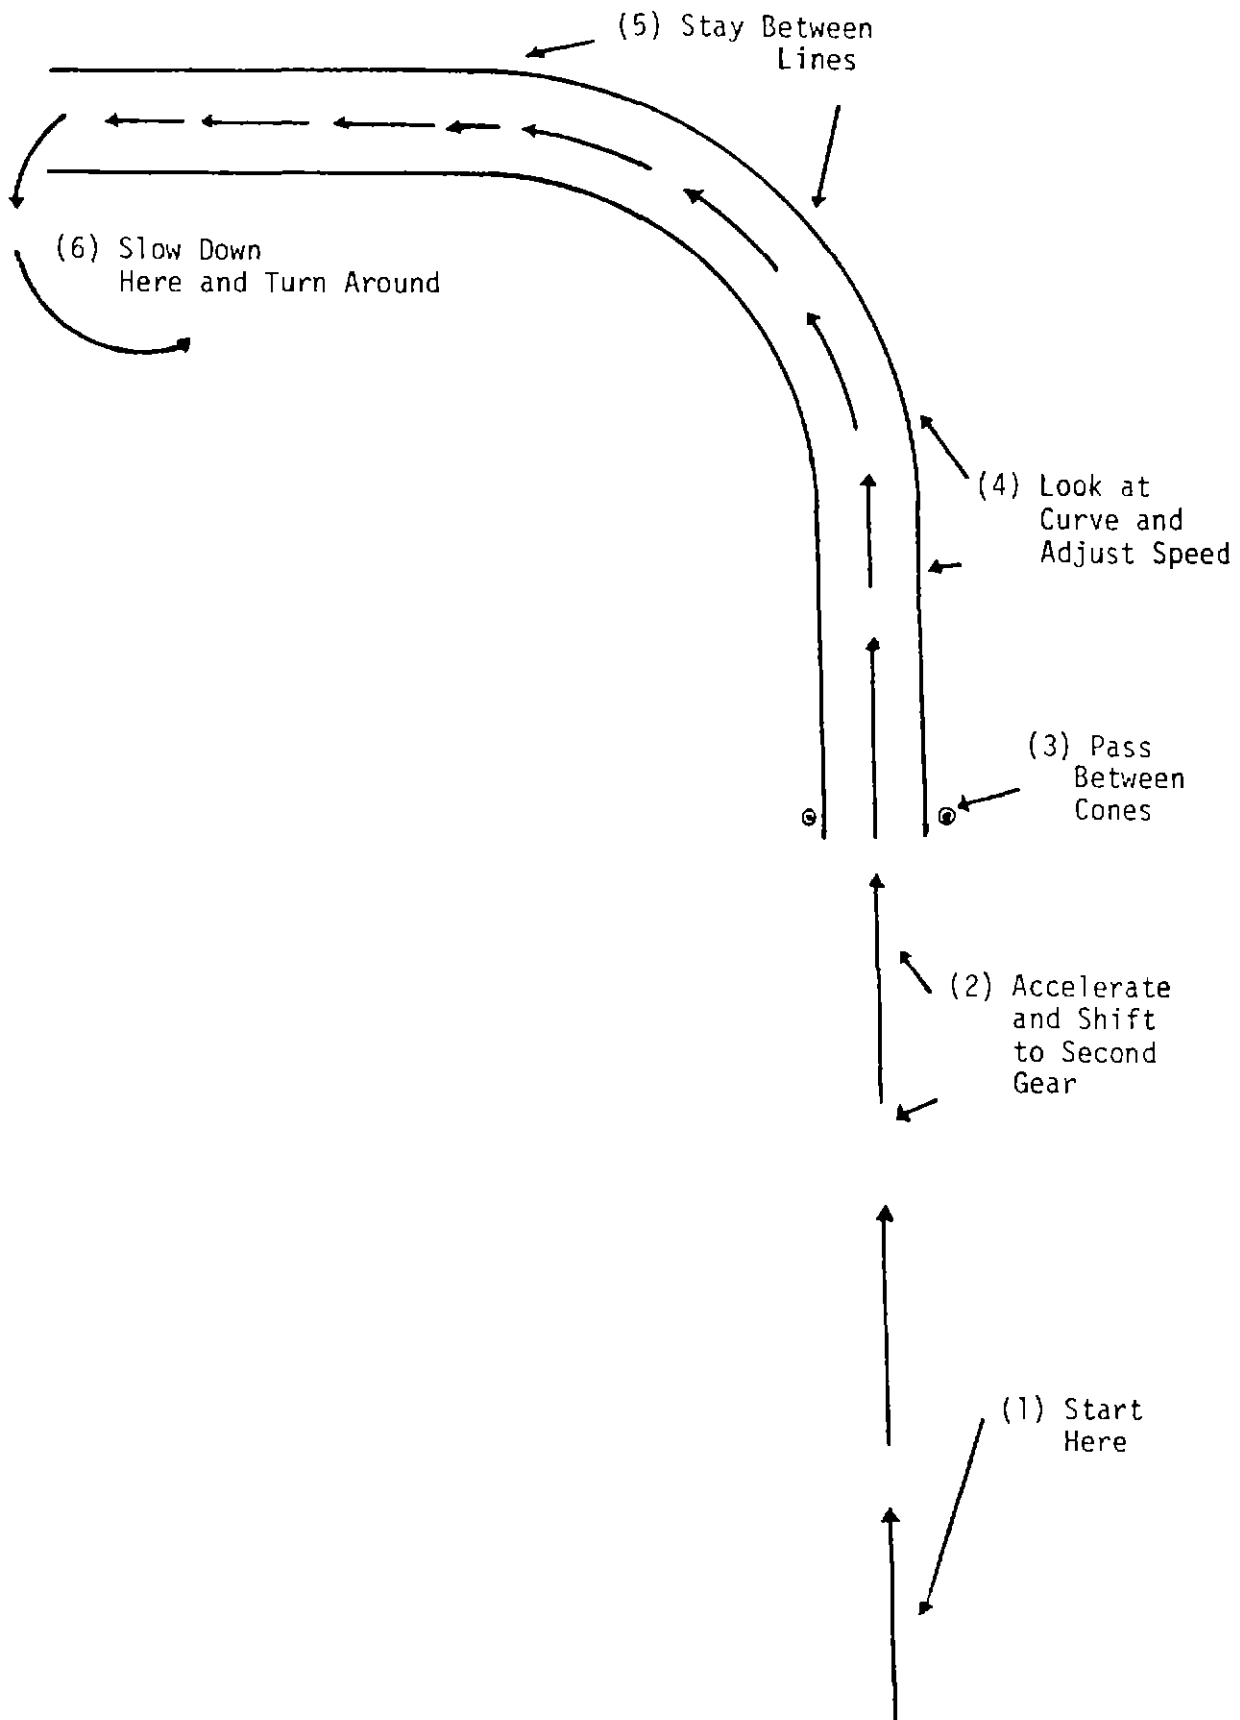 (5) Stay Between
Lines
(6) Slow Down
Here and Turn Around
(4) Look at
Curve and
Adjust Speed
(3) Pass
Between
Cones
(2) Accelerate
and Shift
to Second
Gear
(1) Start
Here